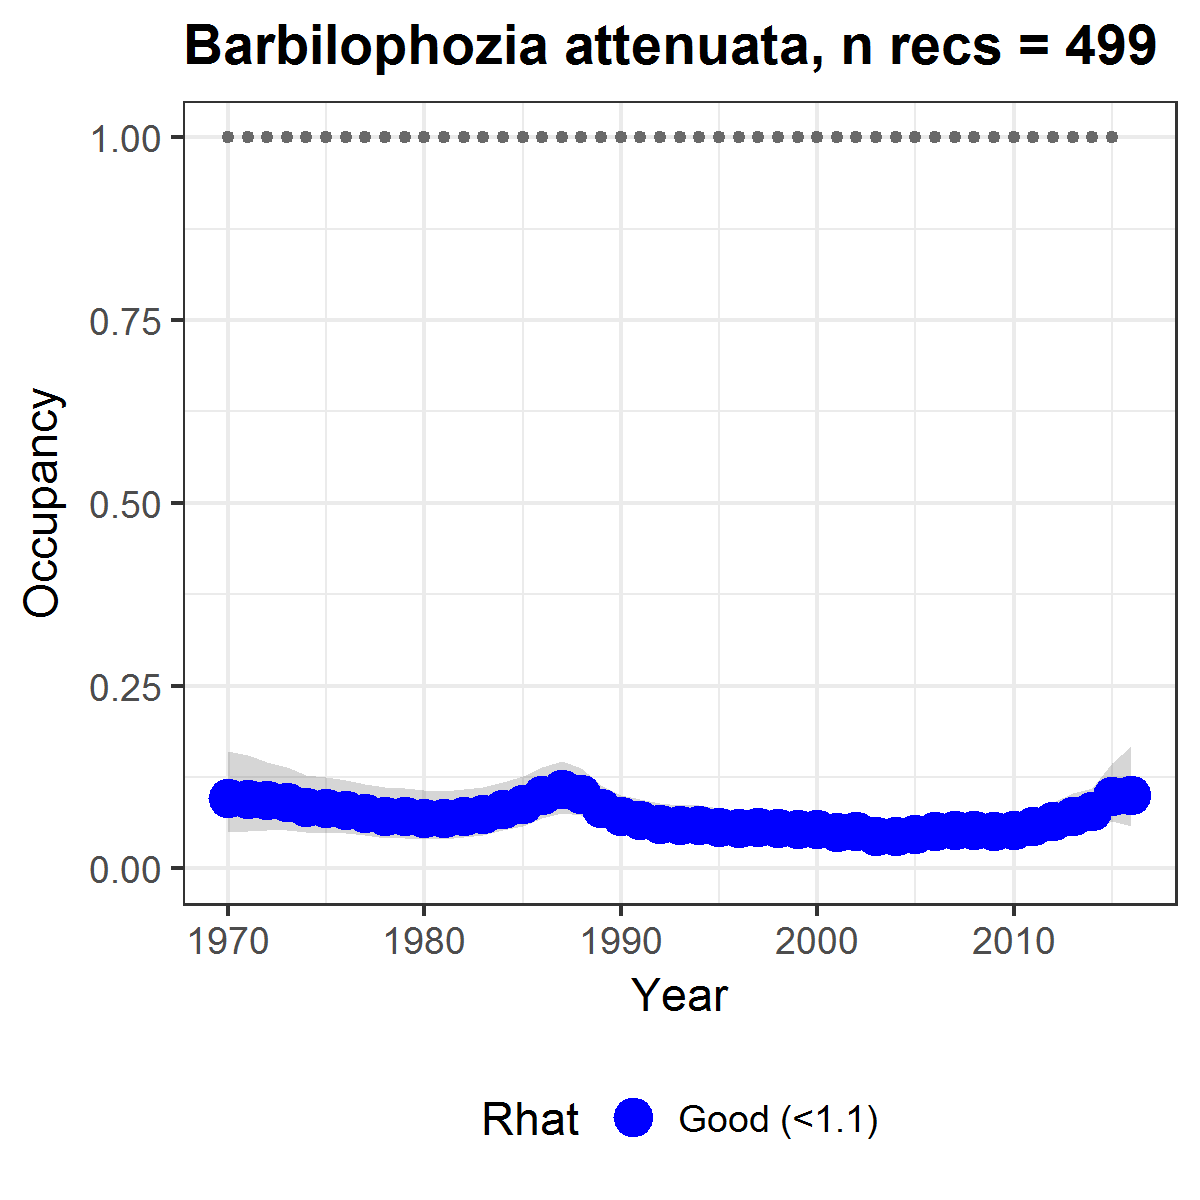 Barbilophozia attenuata, n recs = 499
1.00
0.75
0.50
0.25
0.00
Occupancy
1970 1980 1990 2000 2010
Year
Rhat Good (<1.1)